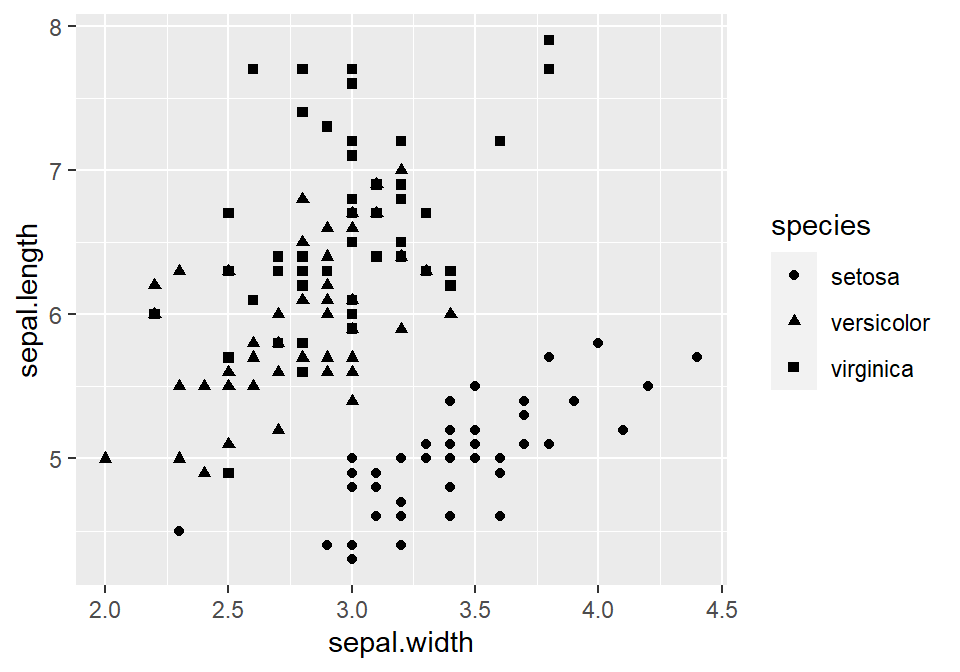 8
7
6
5
sepal.length
2.0 2.5 3.0 3.5 4.0 4.5
sepal.width
species
setosa
versicolor
virginica